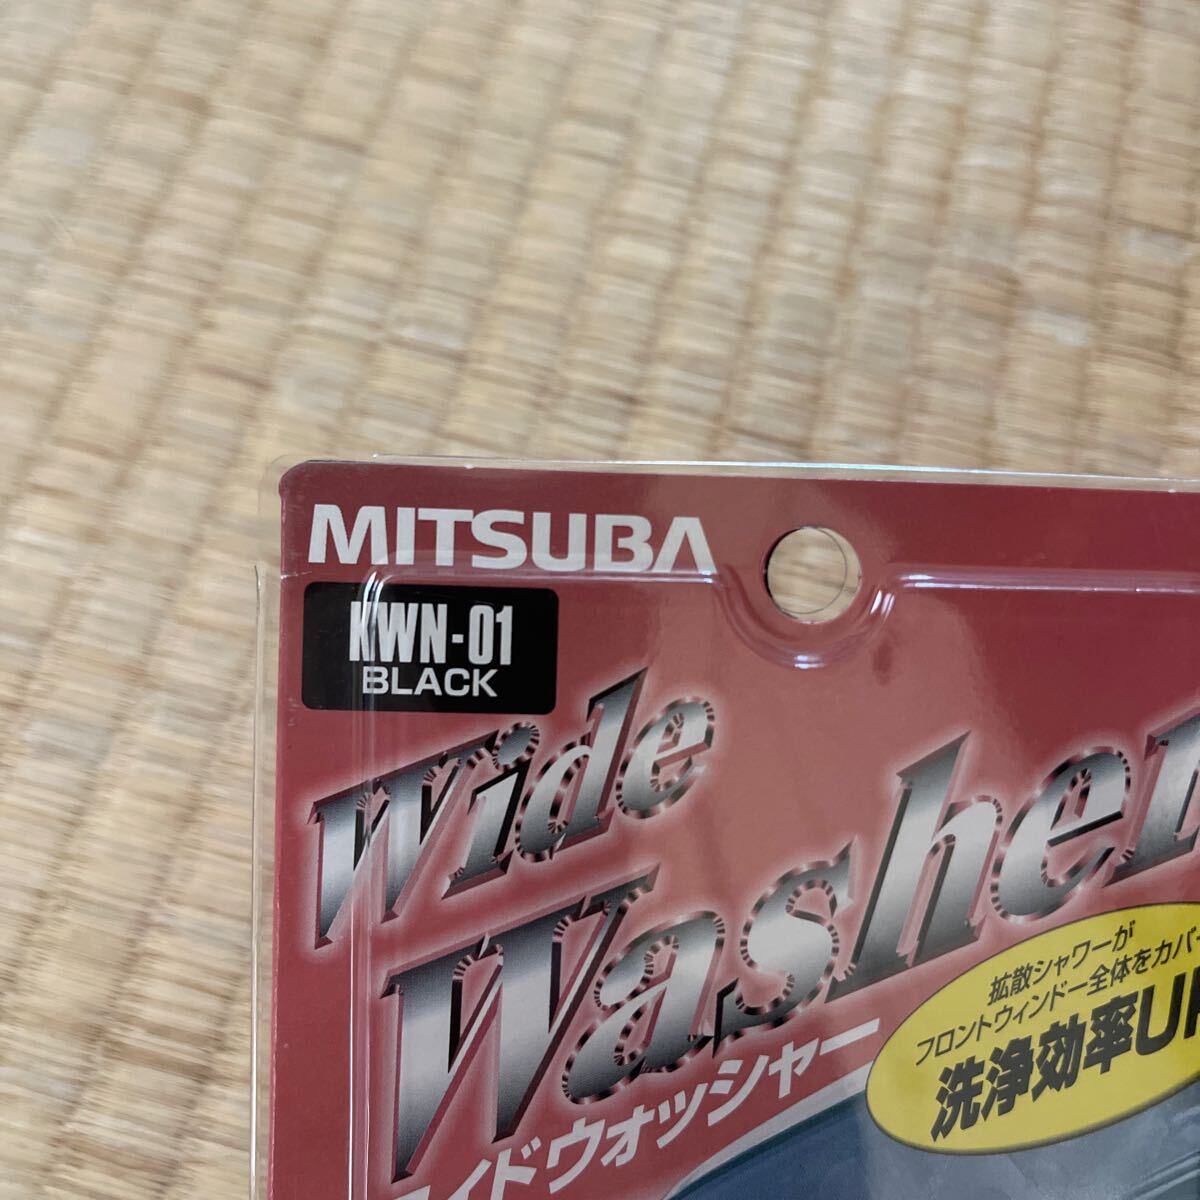 MITSUBA
KWN-01
BLACK
Wide
Washer
イドウォッシャー
拡散シャワーが
フロントウィンドー全体をカバー
洗浄効率UP